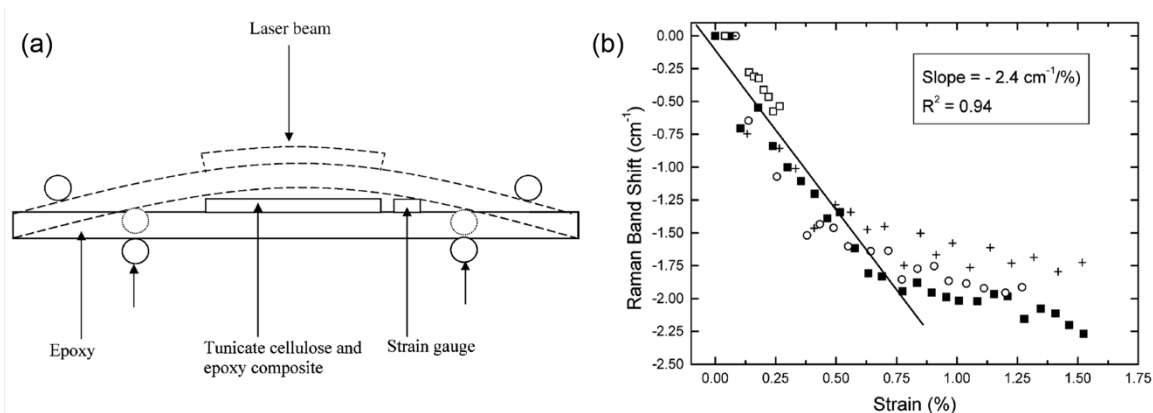 (a)
Laser beam
Epoxy
Tunicate cellulose and
epoxy composite
Strain gauge
(b)
Raman Band Shift (cm⁻¹)
0.00
-0.25
-0.50
-0.75
-1.00
-1.25
-1.50
-1.75
-2.00
-2.25
-2.50
Slope = - 2.4 cm⁻¹/%)
R² = 0.94
0.00 0.25 0.50 0.75 1.00 1.25 1.50 1.75
Strain (%)